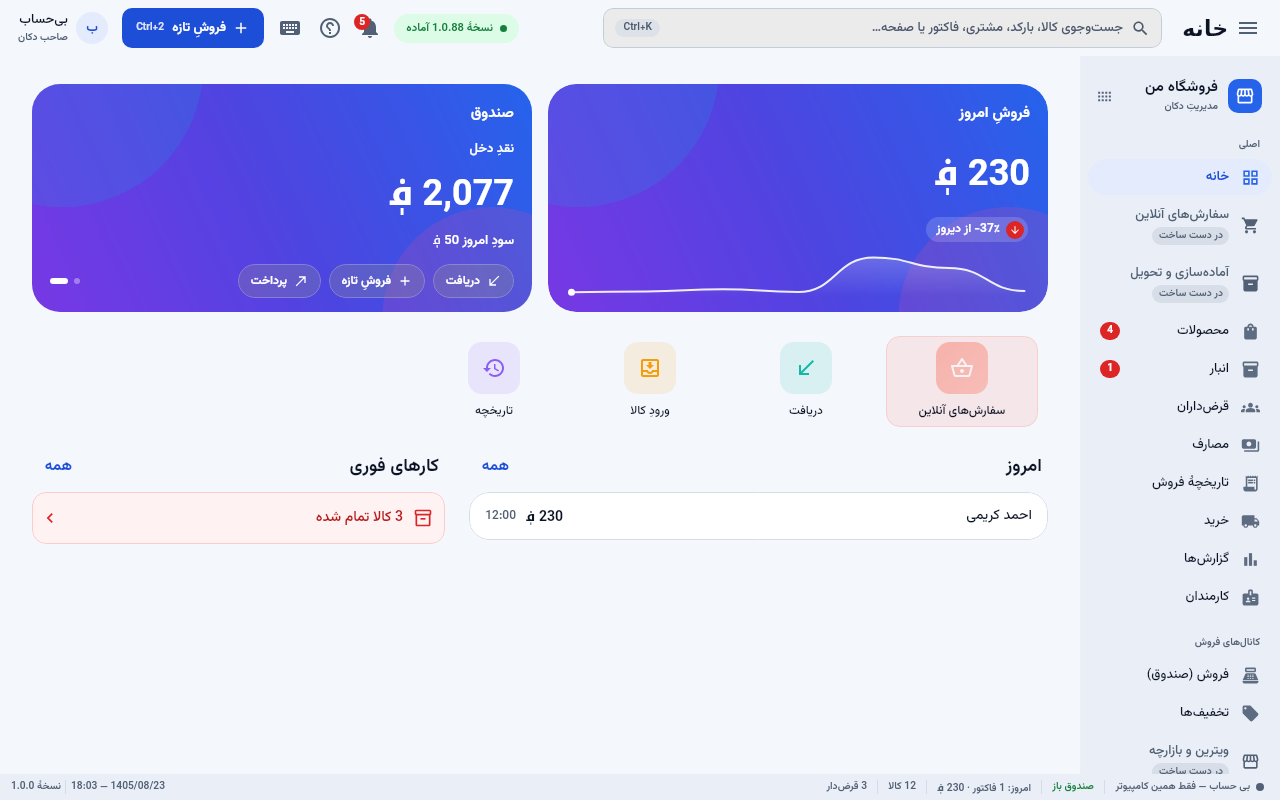 خانه
جست‌وجوی کالا، بارکد، مشتری، فاکتور یا صفحه…
Ctrl+K
نسخهٔ 1.0.88 آماده
5
فروش تازه
Ctrl+2
ب
بی‌حساب
صاحب دکان
فروشگاه من
مدیریتِ دکان
اصلی
خانه
سفارش‌های آنلاین
در دست ساخت
آماده‌سازی و تحویل
در دست ساخت
محصولات
4
انبار
1
قرض‌داران
مصارف
تاریخچهٔ فروش
خرید
گزارش‌ها
کارمندان
کانال‌های فروش
فروش (صندوق)
تخفیف‌ها
ویترین و بازارچه
در دست ساخت
فروشِ امروز
230 ؋
-37٪ از دیروز
صندوق
نقدِ دخل
2,077 ؋
سودِ امروز 50 ؋
دریافت
فروشِ تازه
پرداخت
سفارش‌های آنلاین
دریافت
ورودِ کالا
تاریخچه
امروز
همه
احمد کریمی
230 ؋
12:00
کارهای فوری
همه
3 کالا تمام شده
بی حساب — فقط همین کامپیوتر
صندوق باز
امروز: 1 فاکتور · 230 ؋
12 کالا
3 قرض‌دار
1405/08/23 — 18:03
نسخهٔ 1.0.0